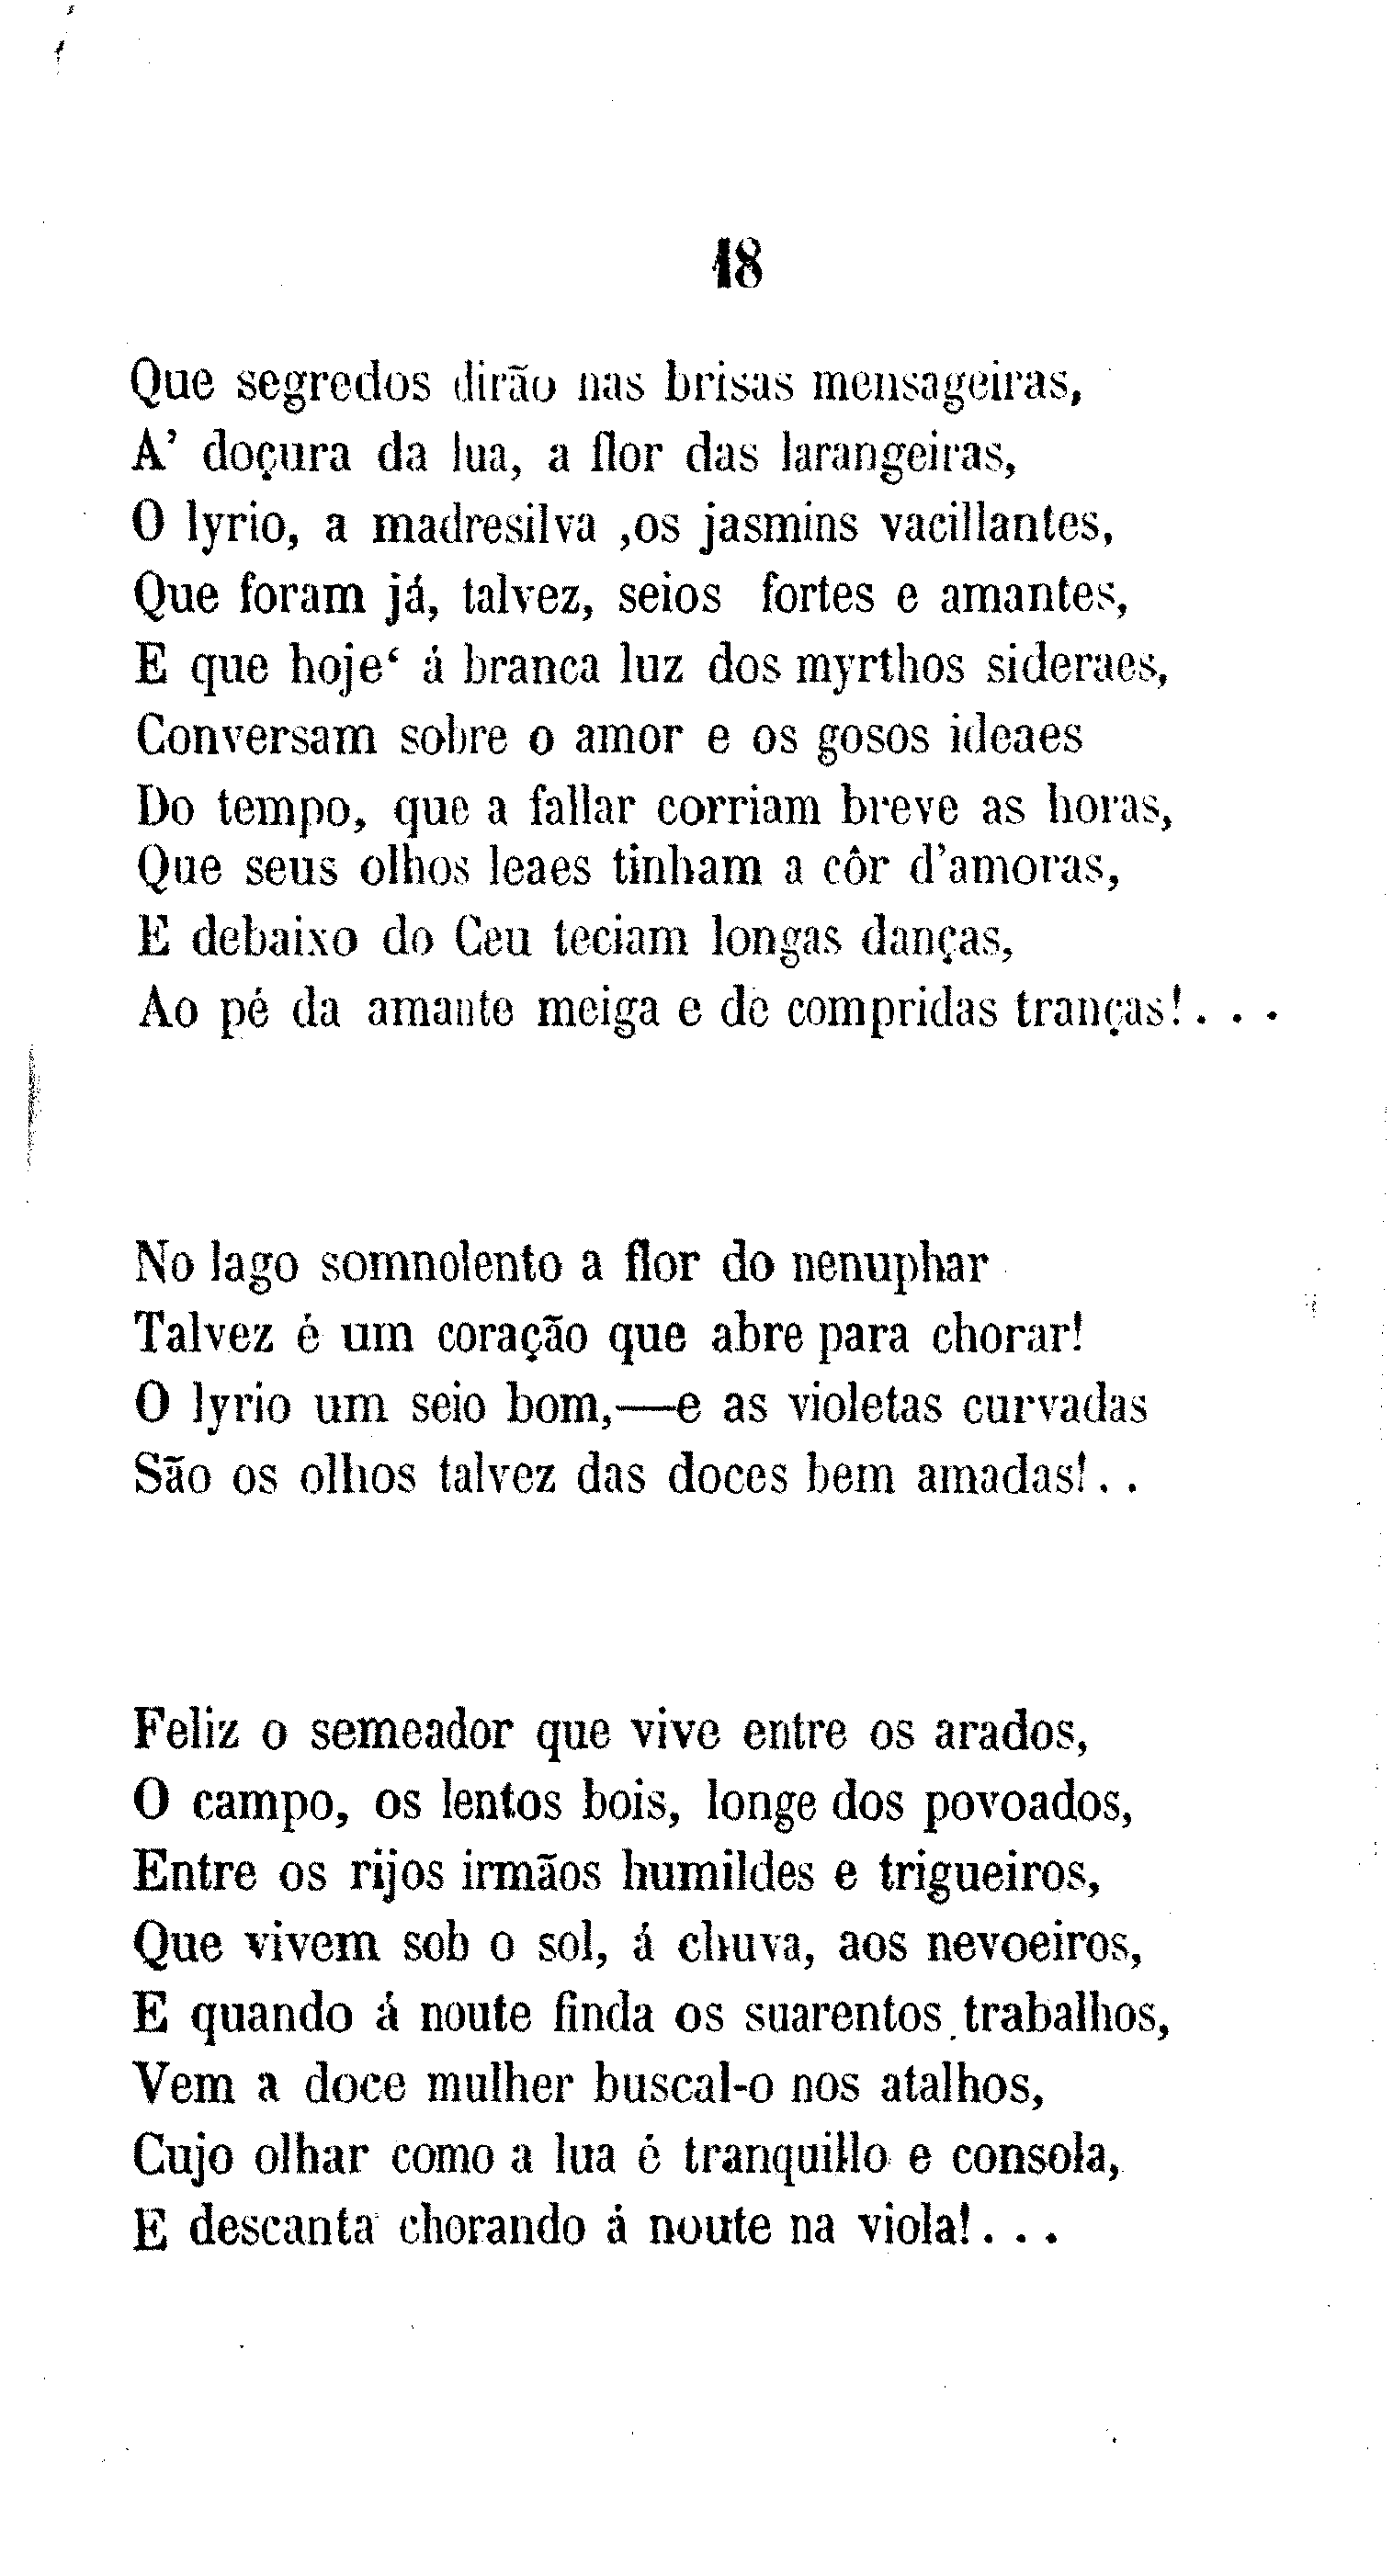 18
Que segredos dirão nas brisas mensageiras,
A' doçura da lua, a flor das larangeiras,
O lyrio, a madresilva ,os jasmins vacillantes,
Que foram já, talvez, seios fortes e amantes,
E que hoje‘ á branca luz dos myrthos sideraes,
Conversam sobre o amor e os gosos ideaes
Do tempo, que a fallar corriam breve as horas,
Que seus olhos leaes tinham a côr d'amoras,
E debaixo do Ceu teciam longas danças,
Ao pé da amante meiga e de compridas tranças!. . .
No lago somnolento a flor do nenuphar
Talvez é um coração que abre para chorar!
O lyrio um seio bom,—e as violetas curvadas
São os olhos talvez das doces bem amadas!. .
Feliz o semeador que vive entre os arados,
O campo, os lentos bois, longe dos povoados,
Entre os rijos irmãos humildes e trigueiros,
Que vivem sob o sol, á chuva, aos nevoeiros,
E quando á noute finda os suarentos trabalhos,
Vem a doce mulher buscal-o nos atalhos,
Cujo olhar como a lua é tranquillo e consola,
E descanta chorando á noute na viola!. . .